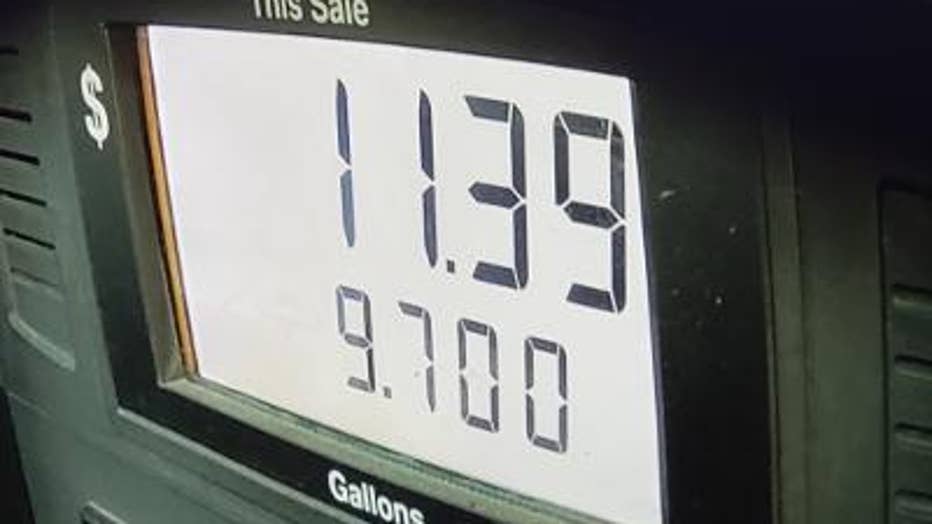 This Sale
$ 11.39
9.700
Gallons